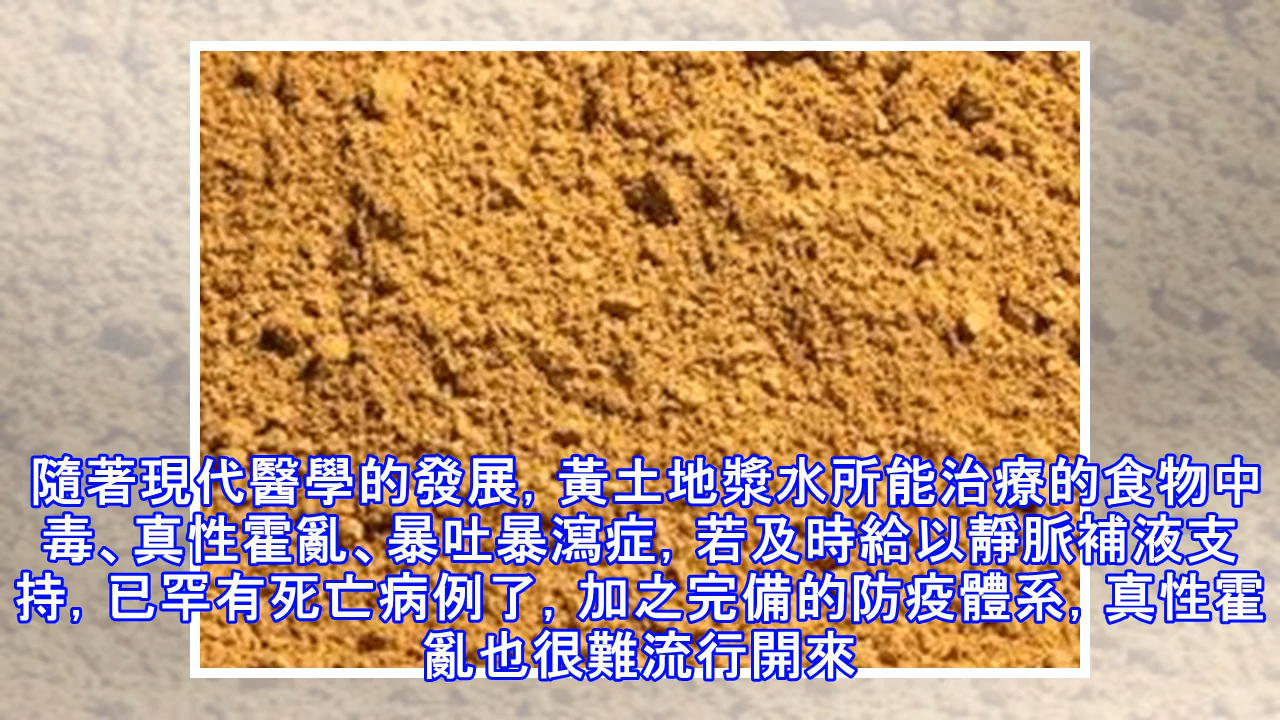 隨著現代醫學的發展, 黃土地漿水所能治療的食物中
毒、真性霍亂、暴吐暴瀉症, 若及時給以靜脈補液支
持, 已罕有死亡病例了, 加之完備的防疫體系, 真性霍
亂也很難流行開來